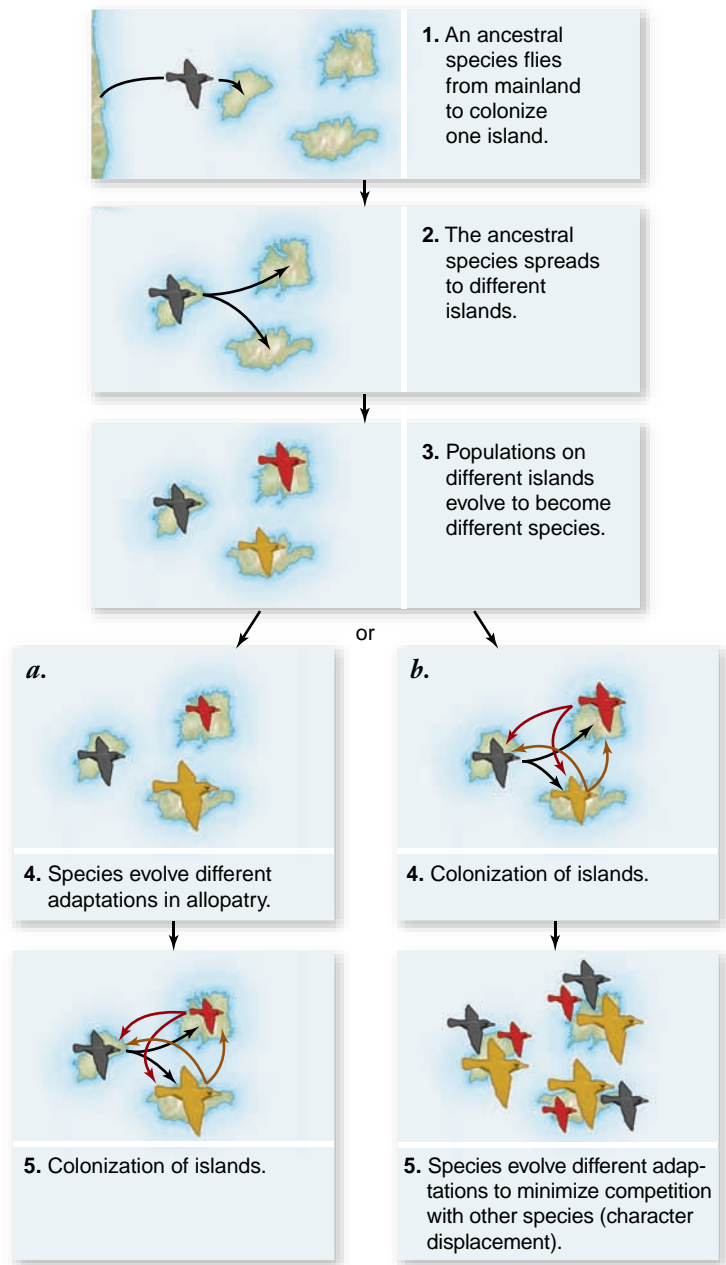 1. An ancestral
species flies
from mainland
to colonize
one island.
2. The ancestral
species spreads
to different
islands.
3. Populations on
different islands
evolve to become
different species.
or
a.
4. Species evolve different
adaptations in allopatry.
5. Colonization of islands.
b.
4. Colonization of islands.
5. Species evolve different adap-
tations to minimize competition
with other species (character
displacement).